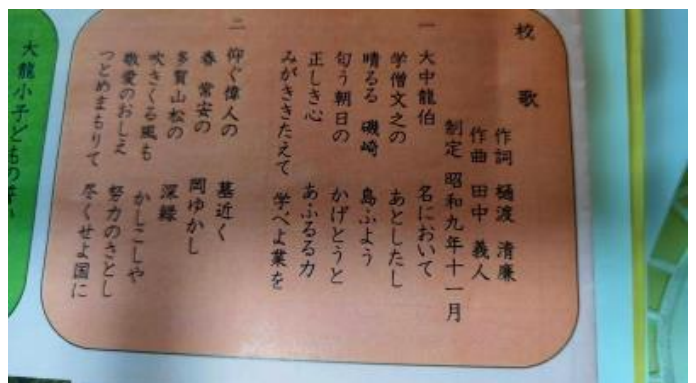 校歌
作詞 樋渡 清廉
作曲 田中 義人
制定 昭和九年十一月
一
大中龍伯 名において
学僧文之の あとしたし
晴るる 磯崎 島ふよう
匂う朝日の かげとうと
正しき心 あふるる力
みがききたえて 学べよ業を
二
仰ぐ偉人の 墓近く
春 常安の 岡ゆかし
多賀山松の 深緑
吹きくる風も かしこしや
敬愛のおしえ 努力のさとし
つとめまもりて 尽くせよ国に
大龍小子どもの